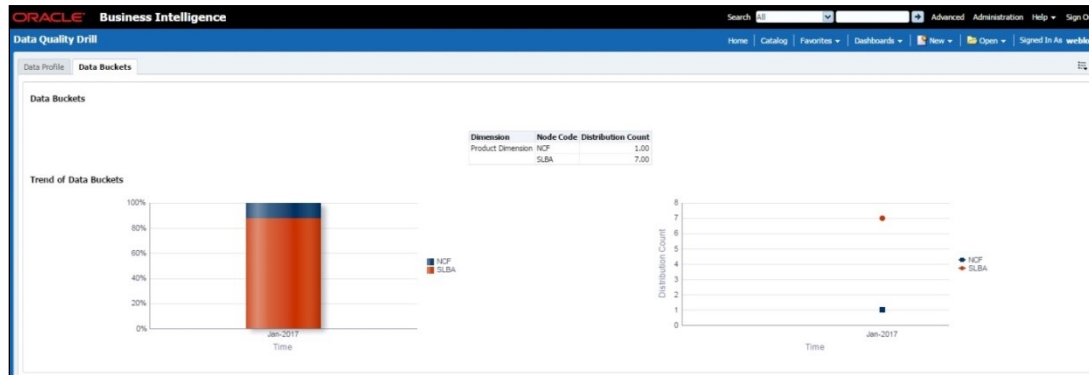 ORACLE Business Intelligence
Search All Advanced Administration Help Sign O
Data Quality Drill
Home Catalog Favorites Dashboards New Open Signed In As weblo
Data Profile Data Buckets
Data Buckets
Dimension Node Code Distribution Count
Product Dimension NCF 1.00
SLBA 7.00
Trend of Data Buckets
100%
80%
60%
40%
20%
0%
Jan-2017
Time
NCF
SLBA
Distribution Count
8
7
6
5
4
3
2
1
0
Jan-2017
Time
NCF
SLBA